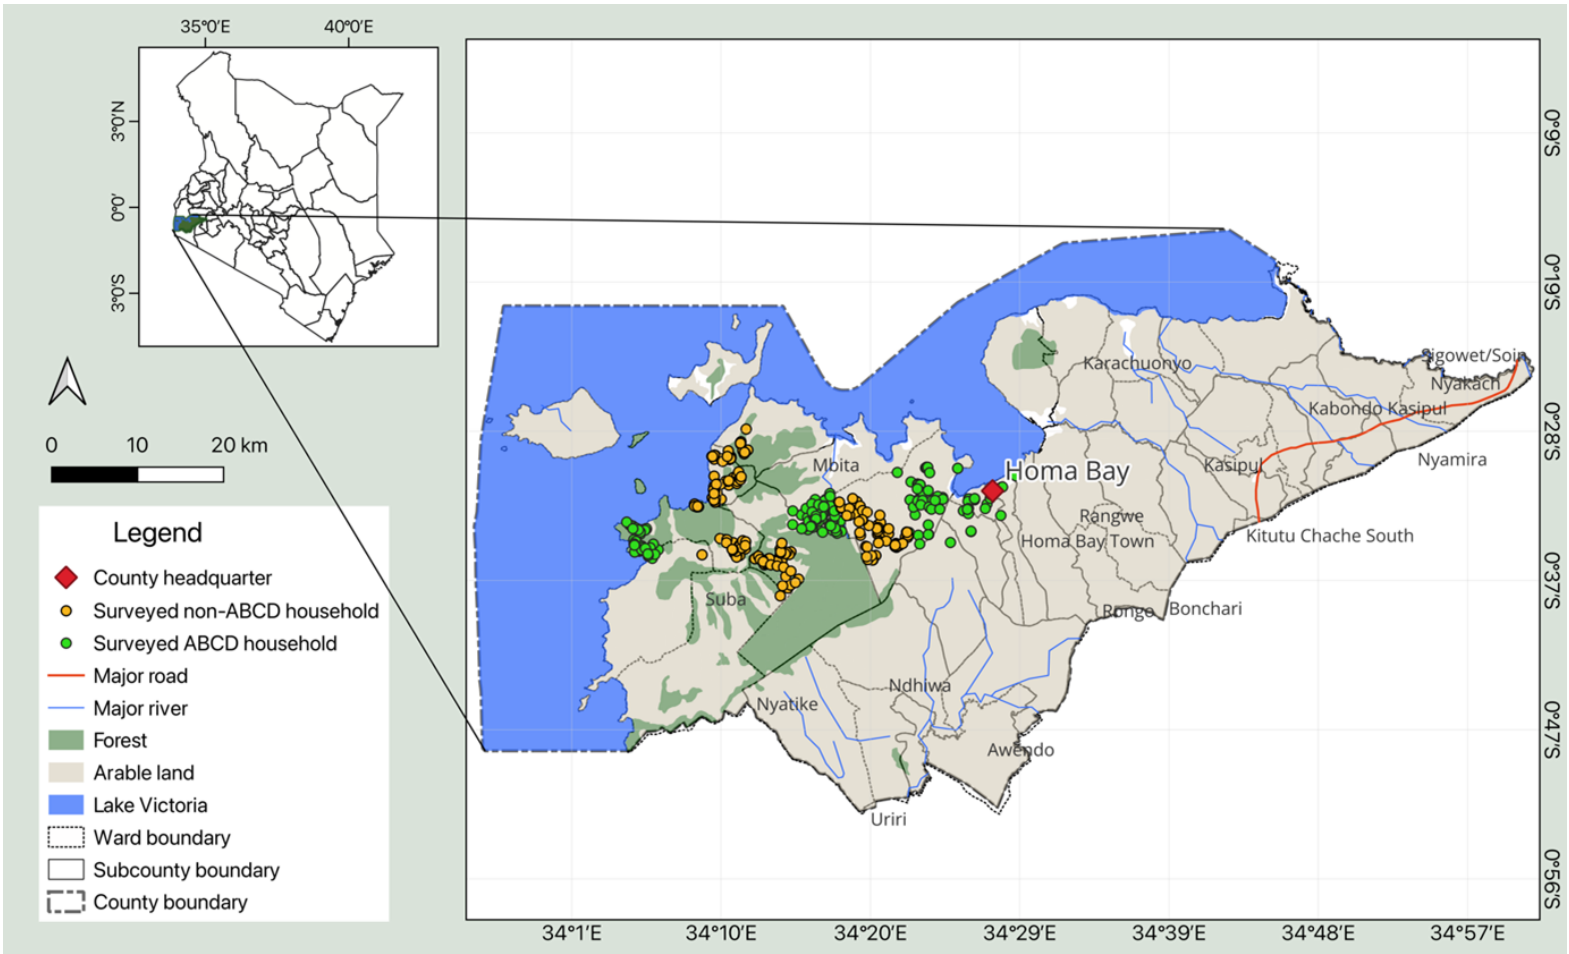 35°0′E 40°0′E
3°0′N
0°0′
3°0′S
0 10 20 km
Legend
County headquarter
Surveyed non-ABCD household
Surveyed ABCD household
Major road
Major river
Forest
Arable land
Lake Victoria
Ward boundary
Subcounty boundary
County boundary
Sigowet/Soin
Karachuonyo
Nyakach
Kabondo Kasipul
Nyamira
Mbita
Homa Bay
Kasipul
Rangwe
Homa Bay Town
Kitutu Chache South
Suba
Rongo
Bonchari
Ndhiwa
Nyatike
Awendo
Uriri
0°9′S
0°19′S
0°28′S
0°37′S
0°47′S
0°56′S
34°1′E 34°10′E 34°20′E 34°29′E 34°39′E 34°48′E 34°57′E